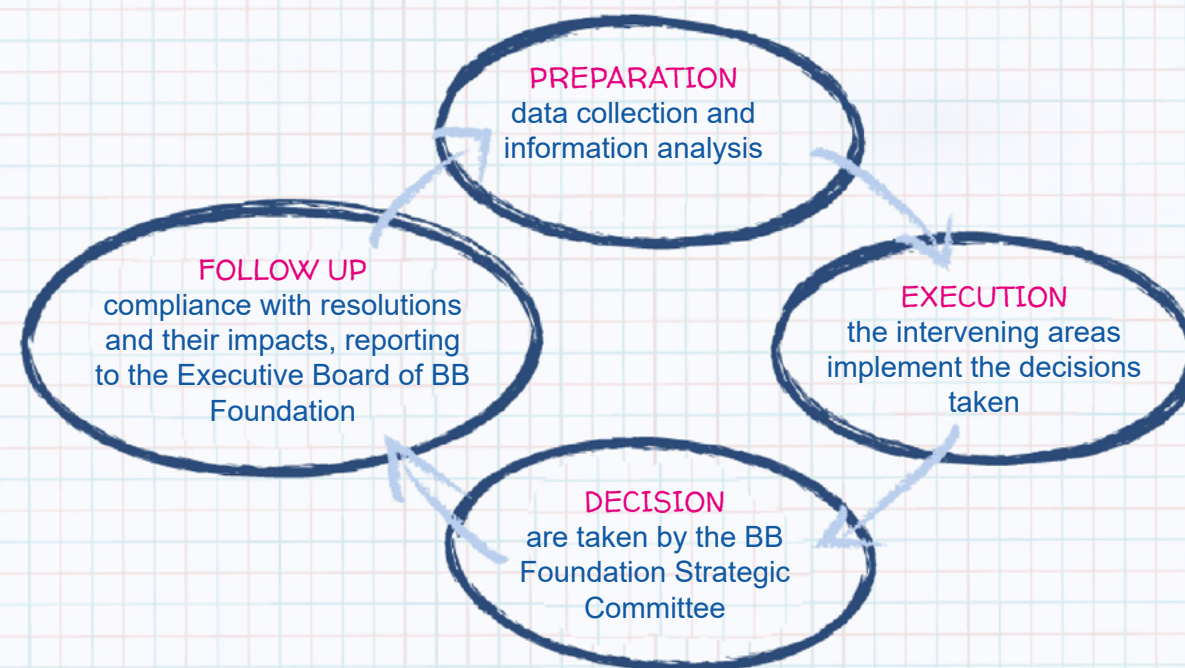 PREPARATION
data collection and
information analysis
EXECUTION
the intervening areas
implement the decisions
taken
DECISION
are taken by the BB
Foundation Strategic
Committee
FOLLOW UP
compliance with resolutions
and their impacts, reporting
to the Executive Board of BB
Foundation